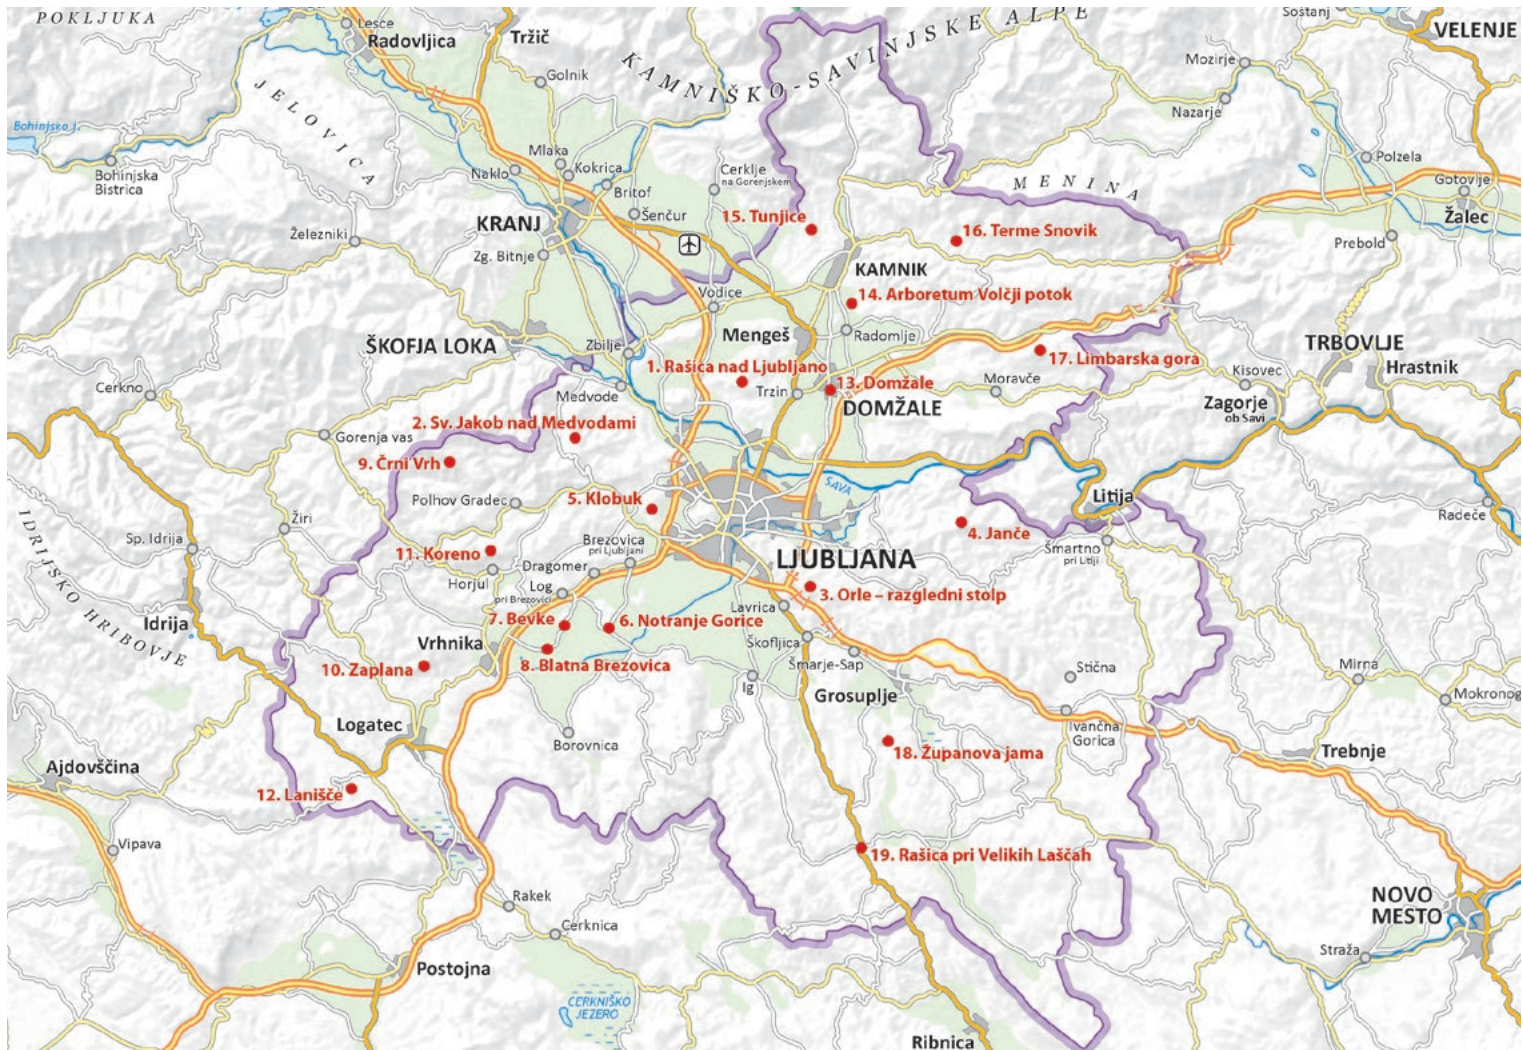 POKLJUKA
Lesce
Radovljica
Tržič
KAMNIŠKO-SAVINJSKE ALPE
Šoštanj
VELENJE
Mozirje
Golnik
JELOVICA
Nazarje
Bohinjsko j.
Bohinjska
Bistrica
Mlaka
Kokrica
Naklo
Britof
Cerklje
na Gorenjskem
Polzela
MENINA
Gotovlje
Žalec
Šenčur
KRANJ
15. Tunjice
16. Terme Snovik
Železniki
Zg. Bitnje
Prebold
KAMNIK
Vodice
14. Arboretum Volčji potok
Mengeš
Radomlje
ŠKOFJA LOKA
Zbilje
TRBOVLJE
17. Limbarska gora
1. Rašica nad Ljubljano
Hrastnik
Kisovec
Cerkno
Medvode
Trzin
13. Domžale
Moravče
DOMŽALE
Zagorje
ob Savi
2. Sv. Jakob nad Medvodami
Gorenja vas
9. Črni Vrh
SAVA
Polhov Gradec
5. Klobuk
Litija
Radeče
IDRIJSKO HRIBOVJE
Žiri
4. Janče
Sp. Idrija
Brezovica
pri Ljubljani
11. Koreno
Šmartno
pri Litiji
LJUBLJANA
Horjul
Dragomer
Log
pri Brezovici
3. Orle – razgledni stolp
Lavrica
Idrija
7. Bevke
6. Notranje Gorice
Vrhnika
Škofljica
8. Blatna Brezovica
Šmarje-Sap
10. Zaplana
Stična
Mirna
Ig
Grosuplje
Mokronog
Logatec
Ivančna
Gorica
Borovnica
18. Županova jama
Trebnje
Ajdovščina
12. Lanišče
Vipava
19. Rašica pri Velikih Laščah
Rakek
NOVO
MESTO
Cerknica
Straža
Postojna
CERKNIŠKO
JEZERO
Ribnica